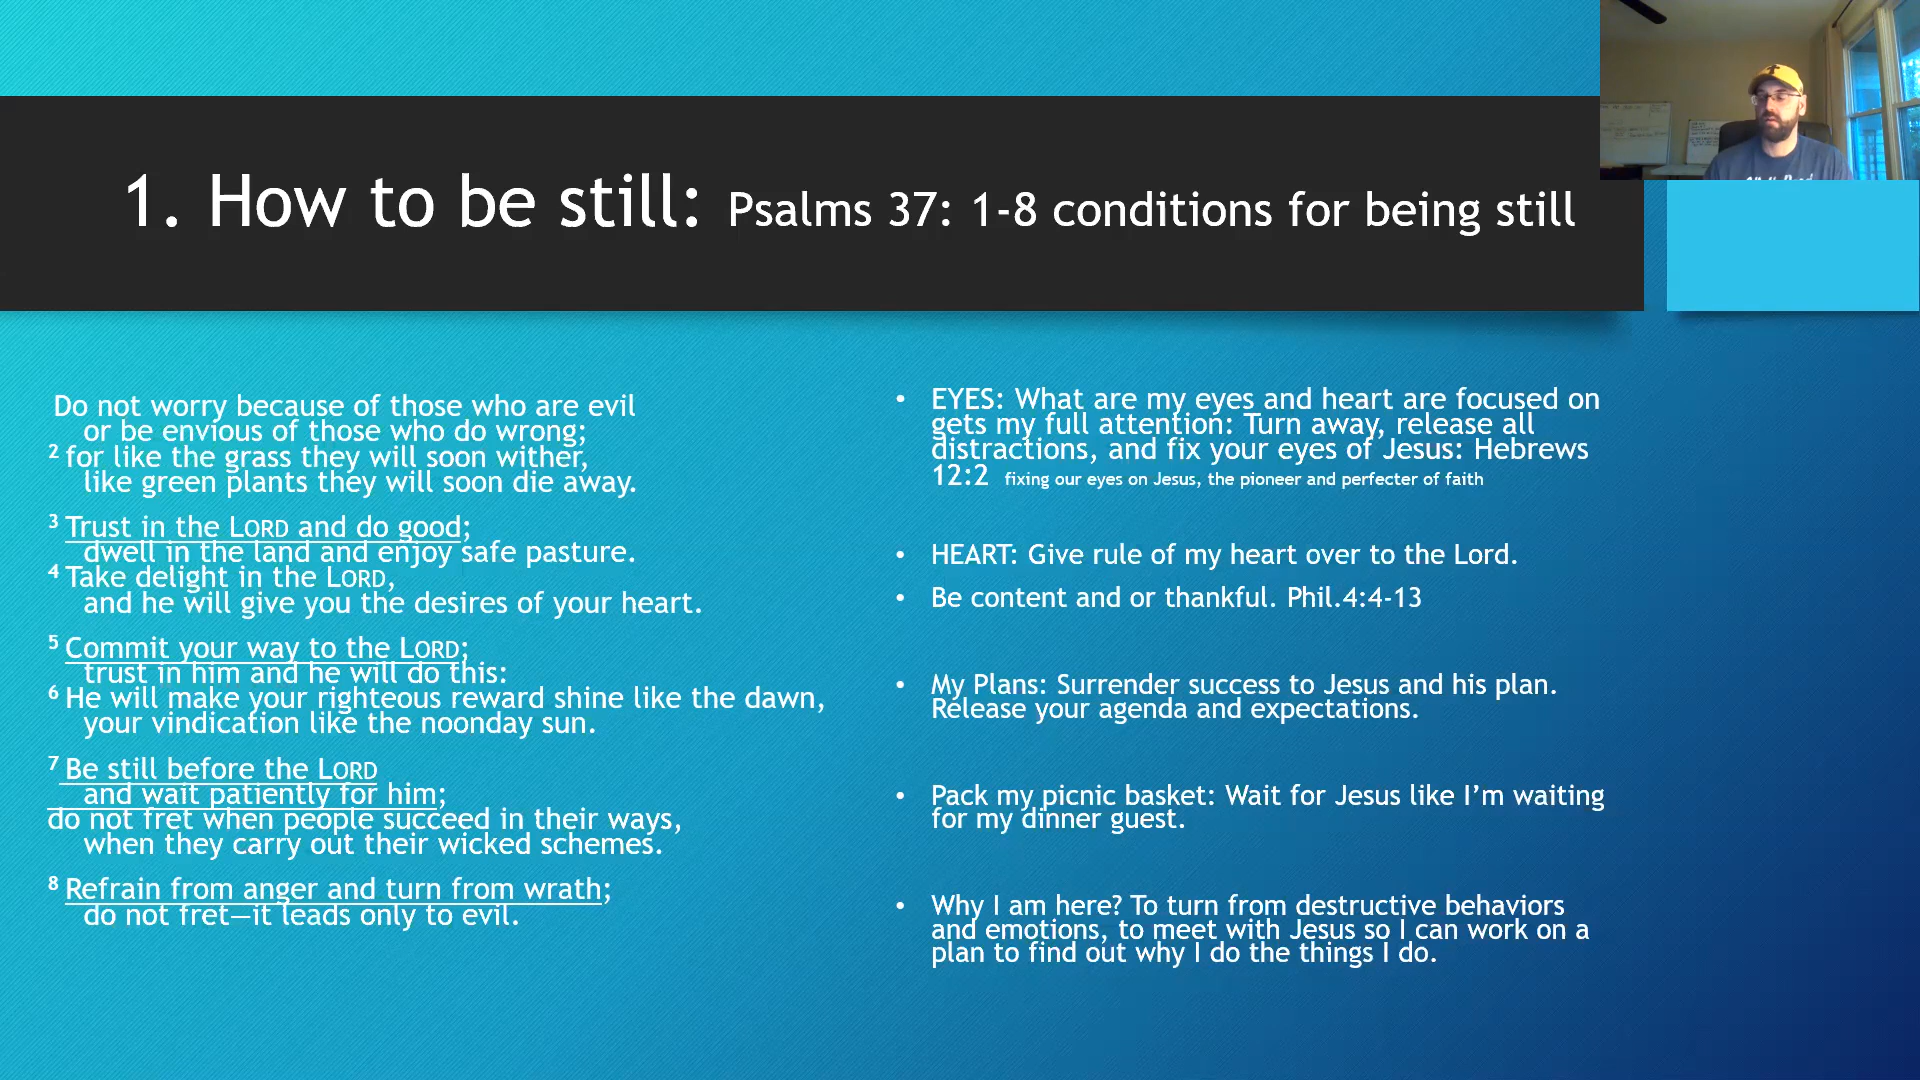 1. How to be still: Psalms 37: 1-8 conditions for being still
Do not worry because of those who are evil
or be envious of those who do wrong;
2 for like the grass they will soon wither,
like green plants they will soon die away.
3 Trust in the LORD and do good;
dwell in the land and enjoy safe pasture.
4 Take delight in the LORD,
and he will give you the desires of your heart.
5 Commit your way to the LORD;
trust in him and he will do this:
6 He will make your righteous reward shine like the dawn,
your vindication like the noonday sun.
7 Be still before the LORD
and wait patiently for him;
do not fret when people succeed in their ways,
when they carry out their wicked schemes.
8 Refrain from anger and turn from wrath;
do not fret—it leads only to evil.
• EYES: What are my eyes and heart are focused on
gets my full attention: Turn away, release all
distractions, and fix your eyes of Jesus: Hebrews
12:2 fixing our eyes on Jesus, the pioneer and perfecter of faith
• HEART: Give rule of my heart over to the Lord.
• Be content and or thankful. Phil.4:4-13
• My Plans: Surrender success to Jesus and his plan.
Release your agenda and expectations.
• Pack my picnic basket: Wait for Jesus like I’m waiting
for my dinner guest.
• Why I am here? To turn from destructive behaviors
and emotions, to meet with Jesus so I can work on a
plan to find out why I do the things I do.